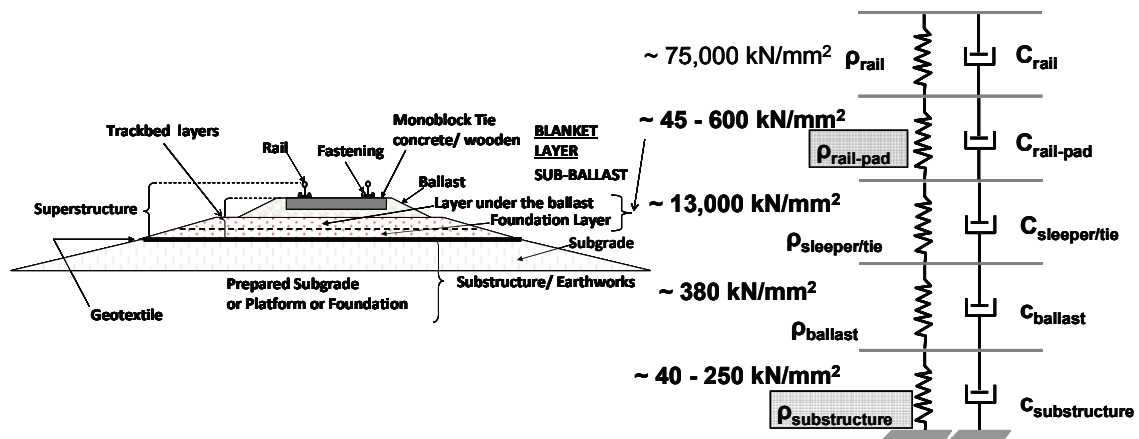 Trackbed layers
Rail
Fastening
Monoblock Tie
concrete/ wooden
BLANKET
LAYER
SUB-BALLAST
Ballast
Superstructure
Layer under the ballast
Foundation Layer
Subgrade
Prepared Subgrade
or Platform or Foundation
Substructure/ Earthworks
Geotextile
~ 75,000 kN/mm²
ρrail
Crail
~ 45 - 600 kN/mm²
ρrail-pad
Crail-pad
~ 13,000 kN/mm²
ρsleeper/tie
Csleeper/tie
~ 380 kN/mm²
ρballast
cballast
~ 40 - 250 kN/mm²
ρsubstructure
csubstructure